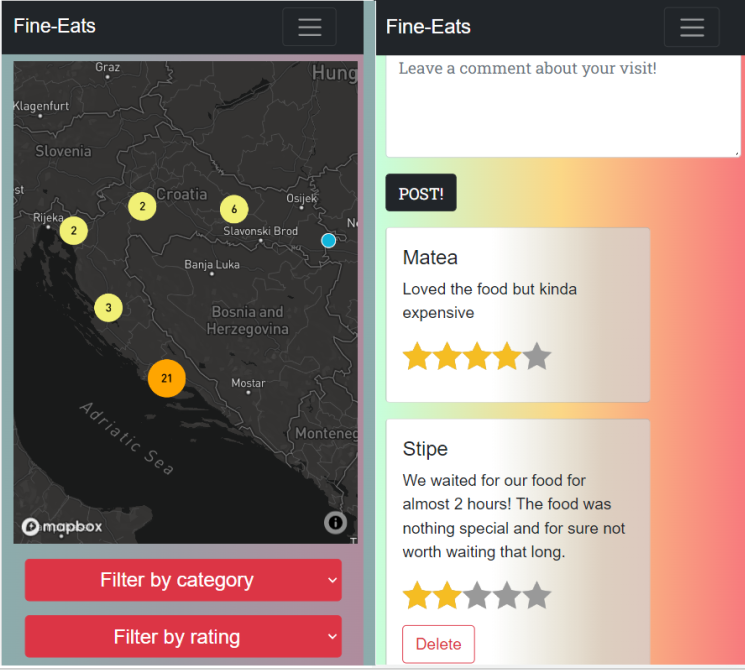 Fine-Eats
Graz
Hung
Klagenfurt
Slovenia
st
2
Croatia
6
Osijek
Rijeka
2
Slavonski Brod
Banja Luka
3
Bosnia and
Herzegovina
21
Mostar
Adriatic Sea
Monteneg
mapbox
Filter by category
Filter by rating
Fine-Eats
Leave a comment about your visit!
POST!
Matea
Loved the food but kinda
expensive
Stipe
We waited for our food for
almost 2 hours! The food was
nothing special and for sure not
worth waiting that long.
Delete